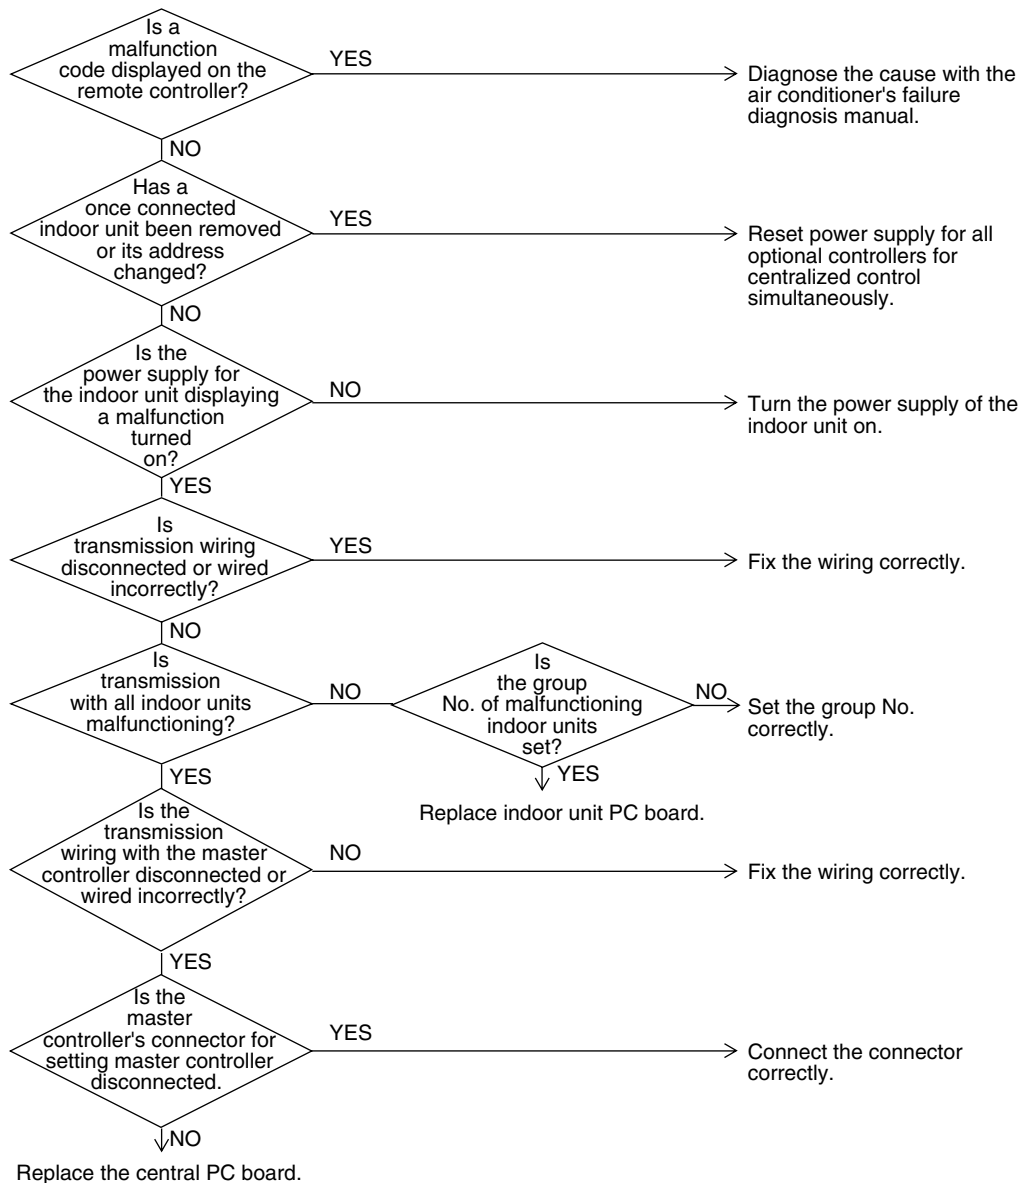 Is a
malfunction
code displayed on the
remote controller?
YES
Diagnose the cause with the
air conditioner's failure
diagnosis manual.
NO
Has a
once connected
indoor unit been removed
or its address
changed?
YES
Reset power supply for all
optional controllers for
centralized control
simultaneously.
NO
Is the
power supply for
the indoor unit displaying
a malfunction
turned
on?
NO
Turn the power supply of the
indoor unit on.
YES
Is
transmission wiring
disconnected or wired
incorrectly?
YES
Fix the wiring correctly.
NO
Is
transmission
with all indoor units
malfunctioning?
NO
Is
the group
No. of malfunctioning
indoor units
set?
NO
Set the group No.
correctly.
YES
Replace indoor unit PC board.
YES
Is the
transmission
wiring with the master
controller disconnected or
wired incorrectly?
NO
Fix the wiring correctly.
YES
Is the
master
controller's connector for
setting master controller
disconnected.
YES
Connect the connector
correctly.
NO
Replace the central PC board.